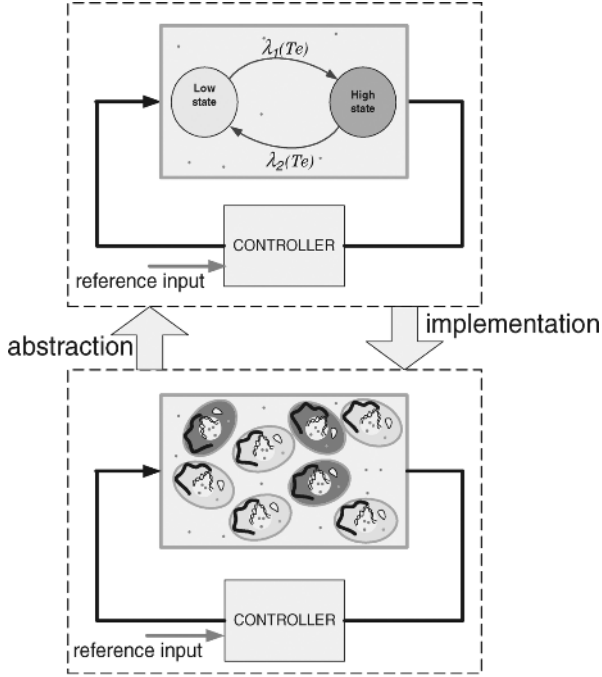 λ1(Te)
Low
state
High
state
λ2(Te)
CONTROLLER
reference input
abstraction
implementation
CONTROLLER
reference input